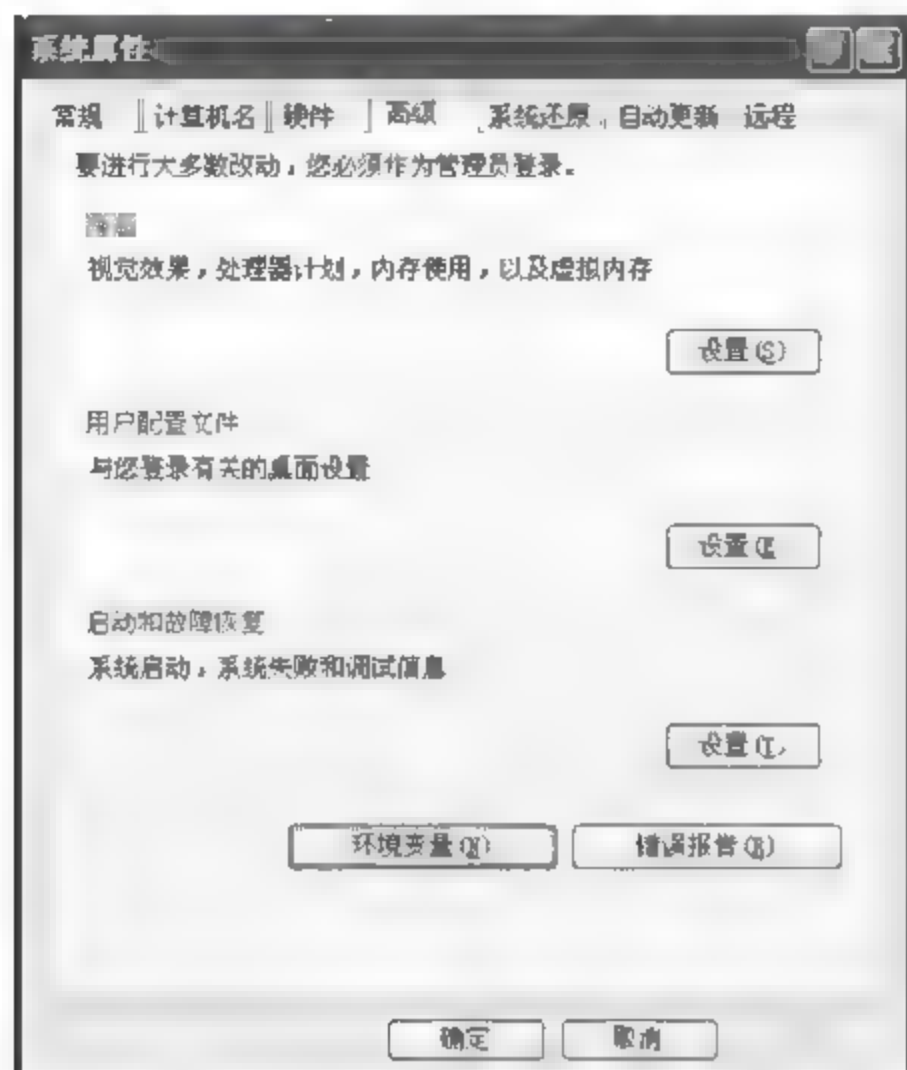 系统属性
常规 计算机名 硬件 高级 系统还原 自动更新 远程
要进行大多数改动，您必须作为管理员登录。
视觉效果，处理器计划，内存使用，以及虚拟内存
设置(S)
用户配置文件
与您登录有关的桌面设置
设置(E
启动和故障恢复
系统启动，系统失败和调试信息
设置(T)
环境变量(N) 错误报告(R)
确定 取消